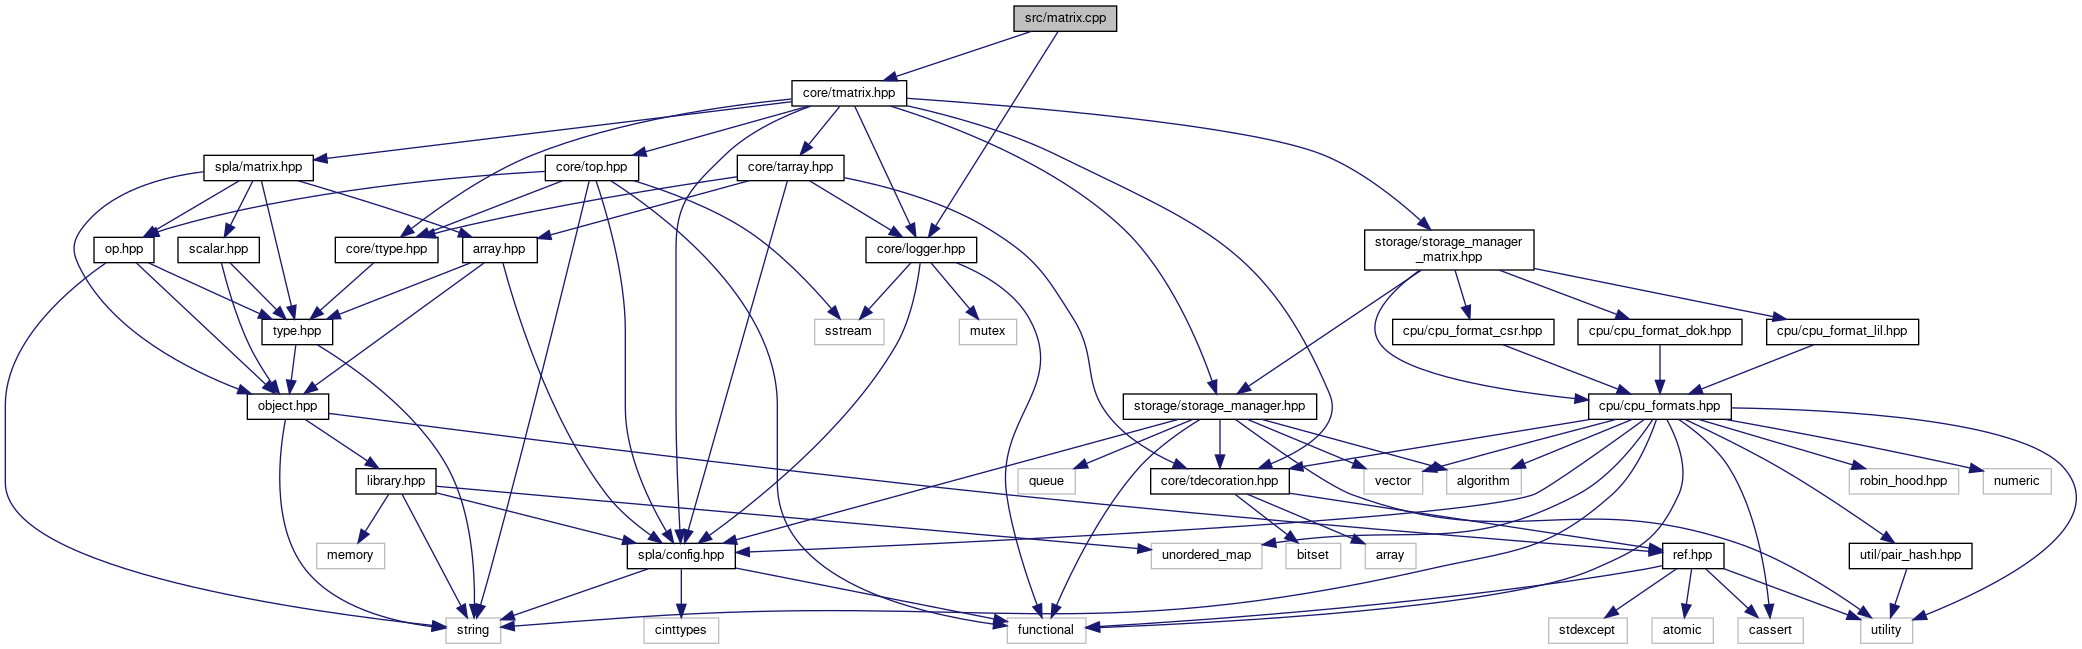 src/matrix.cpp
core/tmatrix.hpp
spla/matrix.hpp
core/top.hpp
core/tarray.hpp
op.hpp
scalar.hpp
core/ttype.hpp
array.hpp
core/logger.hpp
storage/storage_manager
_matrix.hpp
type.hpp
sstream
mutex
cpu/cpu_format_csr.hpp
cpu/cpu_format_dok.hpp
cpu/cpu_format_lil.hpp
object.hpp
storage/storage_manager.hpp
cpu/cpu_formats.hpp
library.hpp
queue
core/tdecoration.hpp
vector
algorithm
robin_hood.hpp
numeric
memory
spla/config.hpp
unordered_map
bitset
array
ref.hpp
util/pair_hash.hpp
string
cinttypes
functional
stdexcept
atomic
cassert
utility